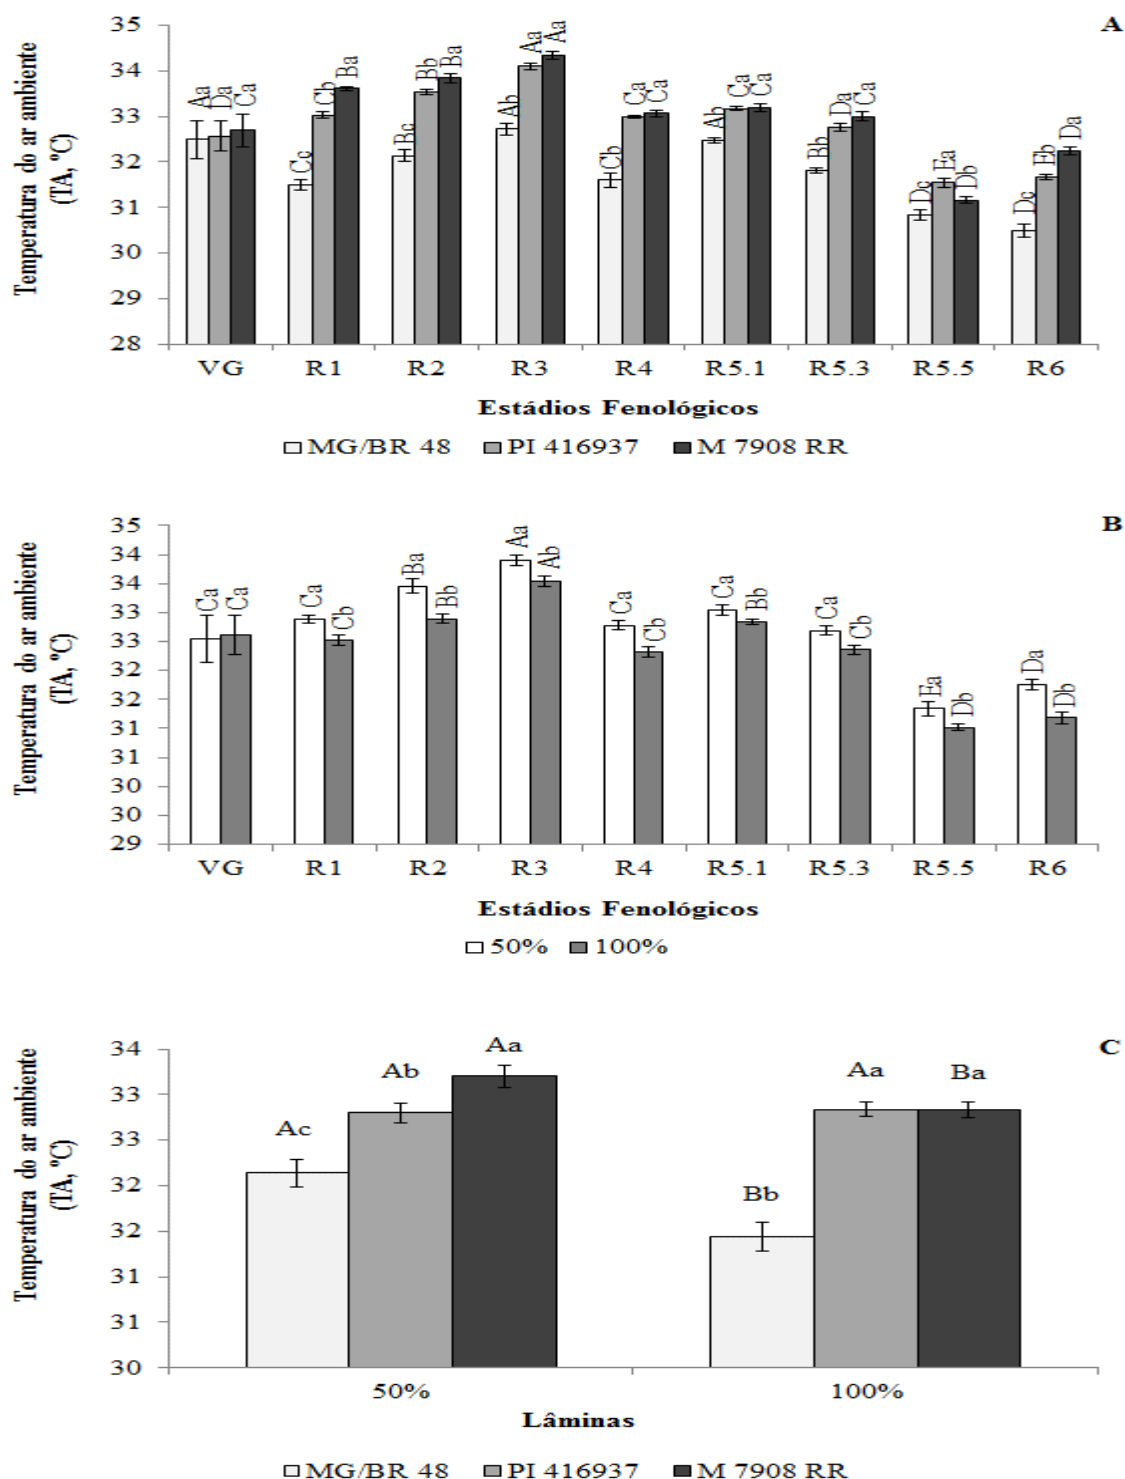 A
Temperatura do ar ambiente
(TA, ºC)
35
34
33
32
31
30
29
28
Aa Da Ca
Cc Cb Ba
Bc Bb Ba
Ab Aa Aa
Cb Ca Ca
Ab Ca Ca
Bb Da Ca
Dc Ea Db
Dc Eb Da
VG R1 R2 R3 R4 R5.1 R5.3 R5.5 R6
Estádios Fenológicos
MG/BR 48 PI 416937 M 7908 RR
B
Temperatura do ar ambiente
(TA, ºC)
35
34
34
33
33
32
32
31
31
30
30
29
Ca Ca
Ca Cb
Ba Bb
Aa Ab
Ca Cb
Ca Bb
Ca Cb
Ea Db
Da Db
VG R1 R2 R3 R4 R5.1 R5.3 R5.5 R6
Estádios Fenológicos
50% 100%
C
Temperatura do ar ambiente
(TA, ºC)
34
33
33
32
32
31
31
30
Ac Ab Aa
Bb Aa Ba
50% 100%
Lâminas
MG/BR 48 PI 416937 M 7908 RR